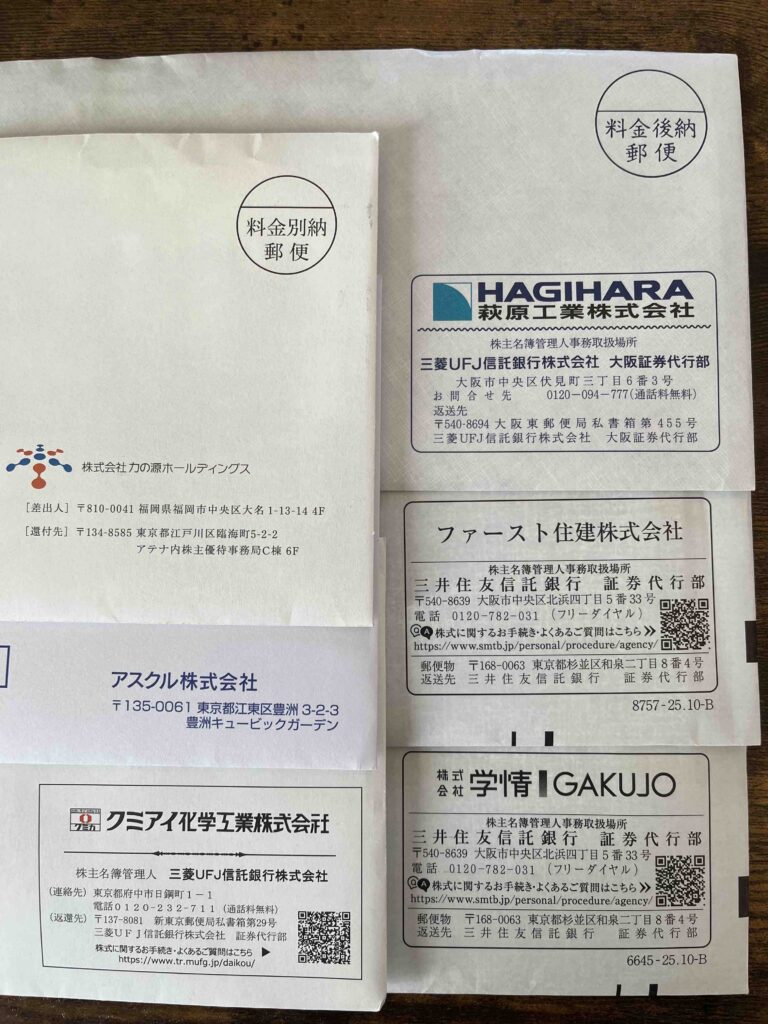 料金後納
郵便
HAGIHARA
萩原工業株式会社
株主名簿管理人事務取扱場所
三菱UFJ信託銀行株式会社 大阪証券代行部
大阪市中央区伏見町三丁目6番3号
お問合せ先 0120-094-777(通話料無料)
返送先
〒540-8694 大阪東郵便局私書箱第455号
三菱UFJ信託銀行株式会社 大阪証券代行部
料金別納
郵便
株式会社力の源ホールディングス
[差出人] 〒810-0041 福岡県福岡市中央区大名1-13-14 4F
[還付先] 〒134-8585 東京都江戸川区臨海町5-2-2
アテナ内株主優待事務局C棟 6F
ファースト住建株式会社
株主名簿管理人事務取扱場所
三井住友信託銀行 証券代行部
〒540-8639 大阪市中央区北浜四丁目5番33号
電話 0120-782-031 (フリーダイヤル)
QA 株式に関するお手続き・よくあるご質問はこちら
https://www.smtb.jp/personal/procedure/agency/
郵便物 〒168-0063 東京都杉並区和泉二丁目8番4号
返送先 三井住友信託銀行 証券代行部
8757-25.10-B
アスクル株式会社
〒135-0061 東京都江東区豊洲 3-2-3
豊洲キュービックガーデン
株式会社 学情 GAKUJO
株主名簿管理人事務取扱場所
三井住友信託銀行 証券代行部
〒540-8639 大阪市中央区北浜四丁目5番33号
電話 0120-782-031 (フリーダイヤル)
QA 株式に関するお手続き・よくあるご質問はこちら
https://www.smtb.jp/personal/procedure/agency/
郵便物 〒168-0063 東京都杉並区和泉二丁目8番4号
返送先 三井住友信託銀行 証券代行部
6645-25.10-B
クミカ
クミアイ化学工業株式会社
株主名簿管理人 三菱UFJ信託銀行株式会社
(連絡先) 東京都府中市日鋼町1-1
電話0120-232-711 (通話料無料)
(返還先) 〒137-8081 新東京郵便局私書箱第29号
三菱UFJ信託銀行株式会社 証券代行部
株式に関するお手続き・よくあるご質問はこちら
https://www.tr.mufg.jp/daikou/